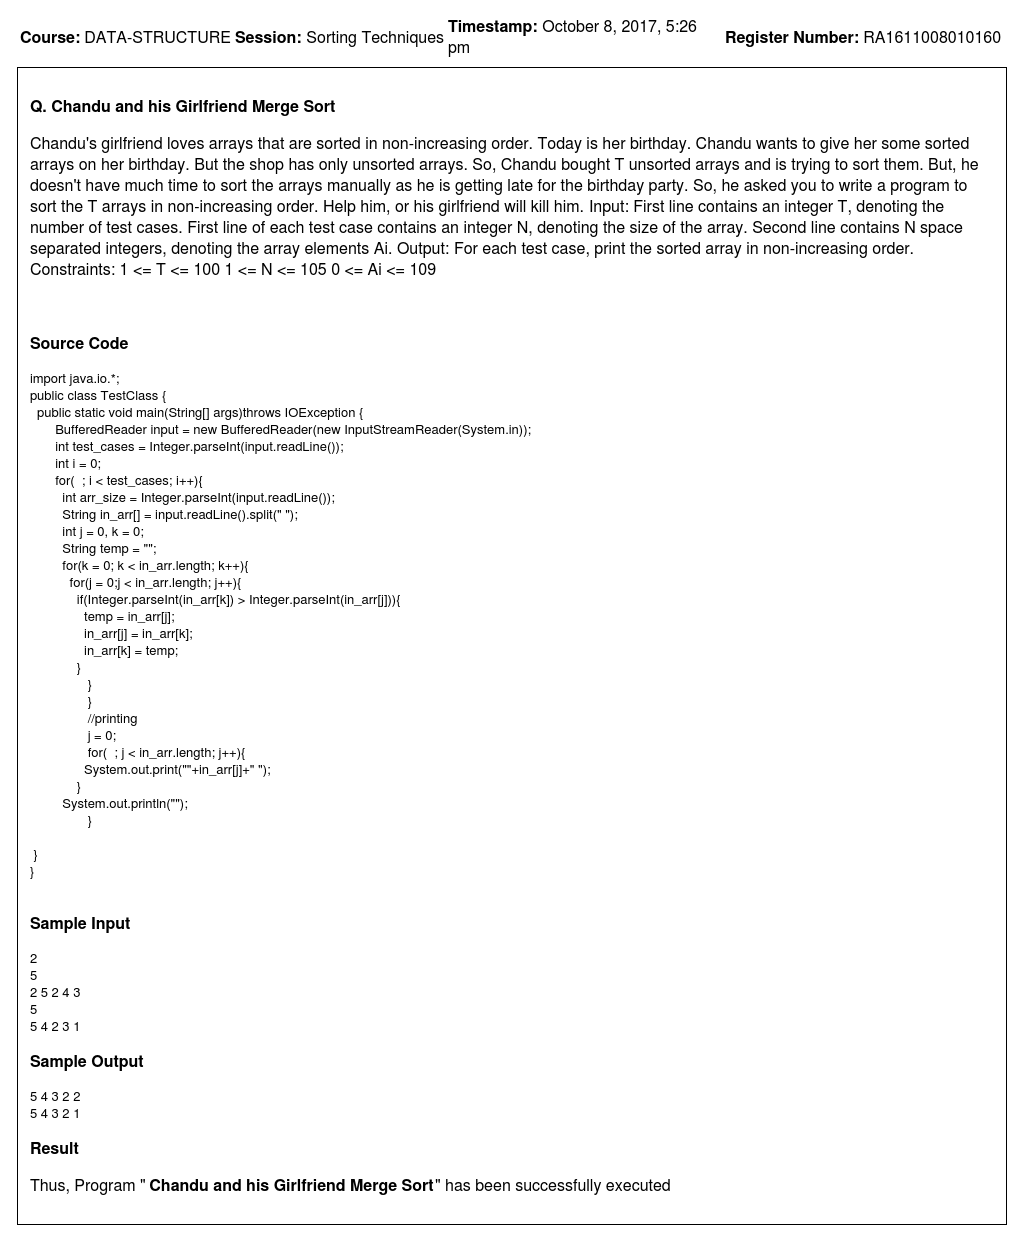 Course: DATA-STRUCTURE Session: Sorting Techniques Timestamp: October 8, 2017, 5:26 pm Register Number: RA1611008010160
Q. Chandu and his Girlfriend Merge Sort
Chandu's girlfriend loves arrays that are sorted in non-increasing order. Today is her birthday. Chandu wants to give her some sorted
arrays on her birthday. But the shop has only unsorted arrays. So, Chandu bought T unsorted arrays and is trying to sort them. But, he
doesn't have much time to sort the arrays manually as he is getting late for the birthday party. So, he asked you to write a program to
sort the T arrays in non-increasing order. Help him, or his girlfriend will kill him. Input: First line contains an integer T, denoting the
number of test cases. First line of each test case contains an integer N, denoting the size of the array. Second line contains N space
separated integers, denoting the array elements Ai. Output: For each test case, print the sorted array in non-increasing order.
Constraints: 1 <= T <= 100 1 <= N <= 105 0 <= Ai <= 109
Source Code
import java.io.*;
public class TestClass {
  public static void main(String[] args)throws IOException {
       BufferedReader input = new BufferedReader(new InputStreamReader(System.in));
       int test_cases = Integer.parseInt(input.readLine());
       int i = 0;
       for(  ; i < test_cases; i++){
         int arr_size = Integer.parseInt(input.readLine());
         String in_arr[] = input.readLine().split(" ");
         int j = 0, k = 0;
         String temp = "";
         for(k = 0; k < in_arr.length; k++){
           for(j = 0;j < in_arr.length; j++){
             if(Integer.parseInt(in_arr[k]) > Integer.parseInt(in_arr[j])){
               temp = in_arr[j];
               in_arr[j] = in_arr[k];
               in_arr[k] = temp;
             }
                }
                }
                //printing
                j = 0;
                for(  ; j < in_arr.length; j++){
               System.out.print(""+in_arr[j]+" ");
             }
         System.out.println("");
                }
 }
}
Sample Input
2
5
2 5 2 4 3
5
5 4 2 3 1
Sample Output
5 4 3 2 2
5 4 3 2 1
Result
Thus, Program " Chandu and his Girlfriend Merge Sort" has been successfully executed